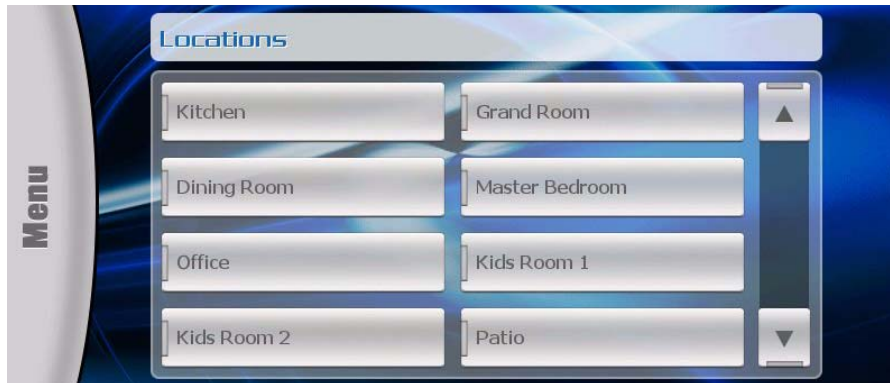 Menu
Locations
Kitchen
Grand Room
Dining Room
Master Bedroom
Office
Kids Room 1
Kids Room 2
Patio